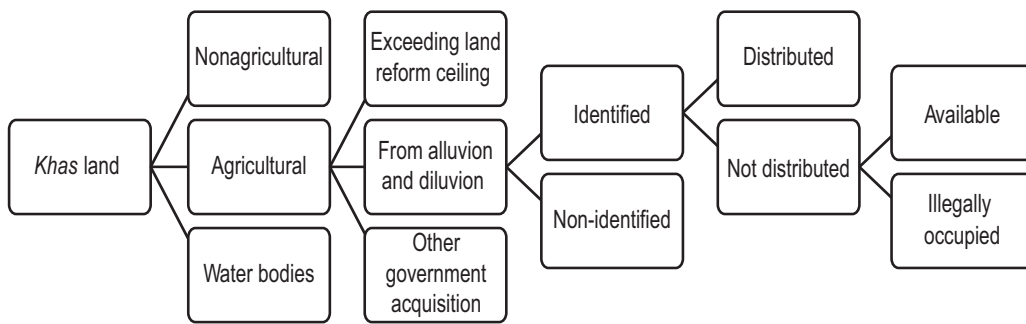 Khas land
Nonagricultural
Agricultural
Water bodies
Exceeding land
reform ceiling
From alluvion
and diluvion
Other
government
acquisition
Identified
Non-identified
Distributed
Not distributed
Available
Illegally
occupied